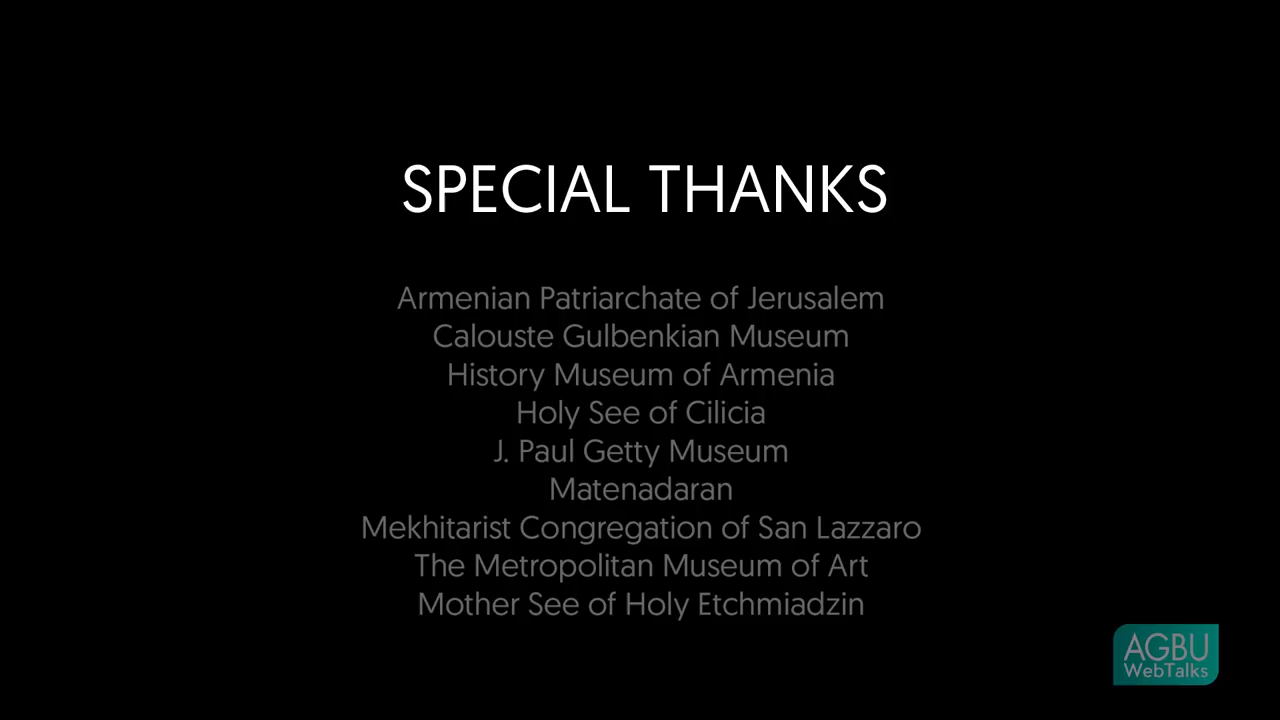 SPECIAL THANKS
Armenian Patriarchate of Jerusalem
Calouste Gulbenkian Museum
History Museum of Armenia
Holy See of Cilicia
J. Paul Getty Museum
Matenadaran
Mekhitarist Congregation of San Lazzaro
The Metropolitan Museum of Art
Mother See of Holy Etchmiadzin
AGBU
WebTalks